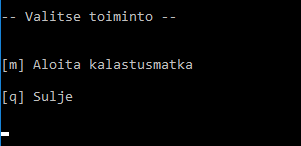 -- Valitse toiminto --
[m] Aloita kalastusmatka
[q] Sulje